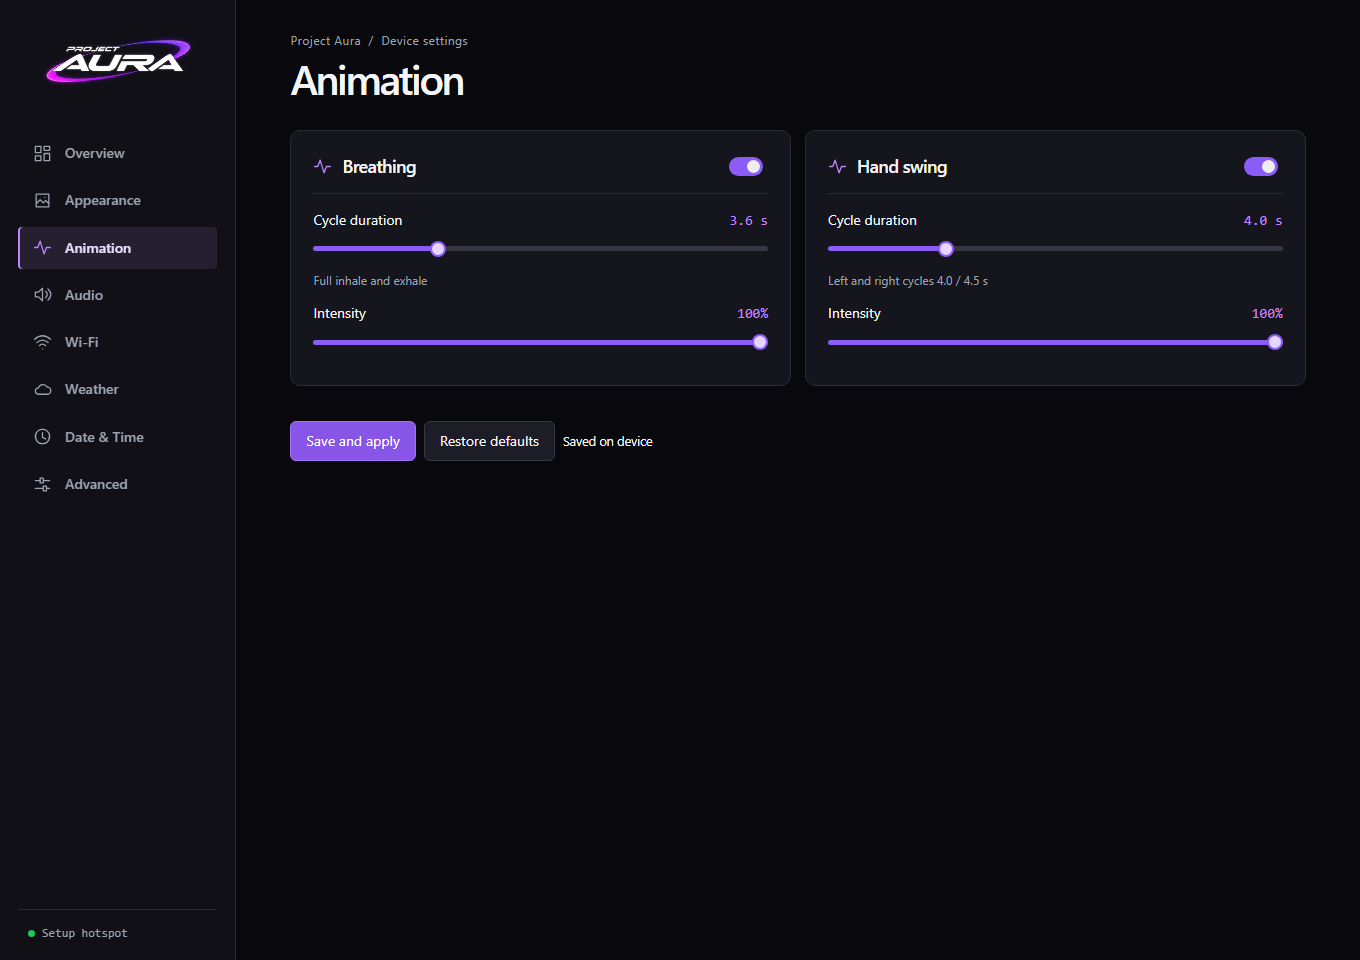 PROJECT
AURA
Overview
Appearance
Animation
Audio
Wi-Fi
Weather
Date & Time
Advanced
Setup hotspot
Project Aura / Device settings
Animation
Breathing
Cycle duration 3.6 s
Full inhale and exhale
Intensity 100%
Hand swing
Cycle duration 4.0 s
Left and right cycles 4.0 / 4.5 s
Intensity 100%
Save and apply Restore defaults Saved on device